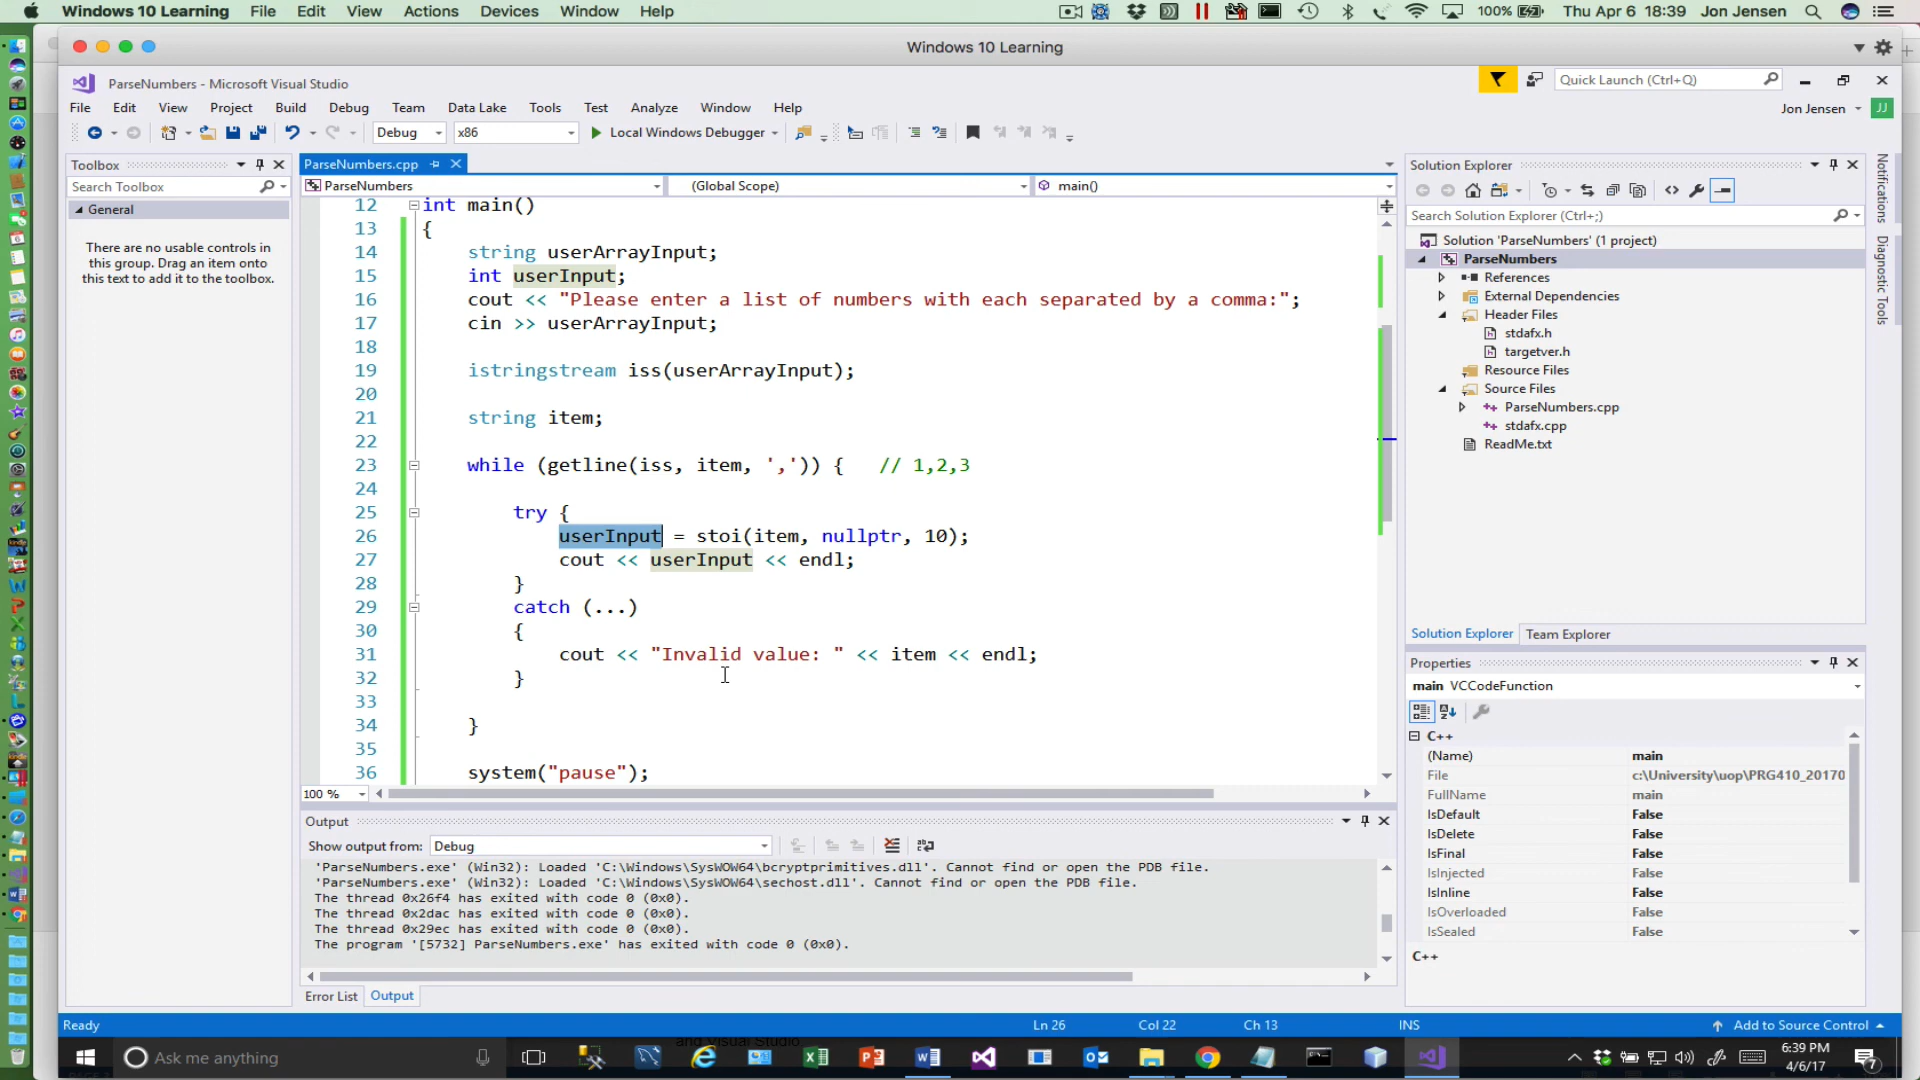 Windows 10 Learning File Edit View Actions Devices Window Help 100% Thu Apr 6 18:39 Jon Jensen
Windows 10 Learning
ParseNumbers - Microsoft Visual Studio
Quick Launch (Ctrl+Q)
File Edit View Project Build Debug Team Data Lake Tools Test Analyze Window Help
Jon Jensen JJ
Debug x86 Local Windows Debugger
Toolbox
Search Toolbox
General
There are no usable controls in
this group. Drag an item onto
this text to add it to the toolbox.
ParseNumbers.cpp
ParseNumbers (Global Scope) main()
12 int main()
13 {
14 string userArrayInput;
15 int userInput;
16 cout << "Please enter a list of numbers with each separated by a comma:";
17 cin >> userArrayInput;
18
19 istringstream iss(userArrayInput);
20
21 string item;
22
23 while (getline(iss, item, ',')) { // 1,2,3
24
25 try {
26 userInput = stoi(item, nullptr, 10);
27 cout << userInput << endl;
28 }
29 catch (...)
30 {
31 cout << "Invalid value: " << item << endl;
32 }
33
34 }
35
36 system("pause");
100 %
Output
Show output from: Debug
'ParseNumbers.exe' (Win32): Loaded 'C:\Windows\SysWOW64\bcryptprimitives.dll'. Cannot find or open the PDB file.
'ParseNumbers.exe' (Win32): Loaded 'C:\Windows\SysWOW64\sechost.dll'. Cannot find or open the PDB file.
The thread 0x26f4 has exited with code 0 (0x0).
The thread 0x2dac has exited with code 0 (0x0).
The thread 0x29ec has exited with code 0 (0x0).
The program '[5732] ParseNumbers.exe' has exited with code 0 (0x0).
Error List Output
Solution Explorer
Search Solution Explorer (Ctrl+;)
Solution 'ParseNumbers' (1 project)
ParseNumbers
References
External Dependencies
Header Files
stdafx.h
targetver.h
Resource Files
Source Files
ParseNumbers.cpp
stdafx.cpp
ReadMe.txt
Solution Explorer Team Explorer
Properties
main VCCodeFunction
C++
(Name) main
File c:\University\uop\PRG410_20170
FullName main
IsDefault False
IsDelete False
IsFinal False
IsInjected False
IsInline False
IsOverloaded False
IsSealed False
C++
Notifications
Diagnostic Tools
Ready Ln 26 Col 22 Ch 13 INS Add to Source Control
and Visual Studio
Ask me anything
6:39 PM
4/6/17
7